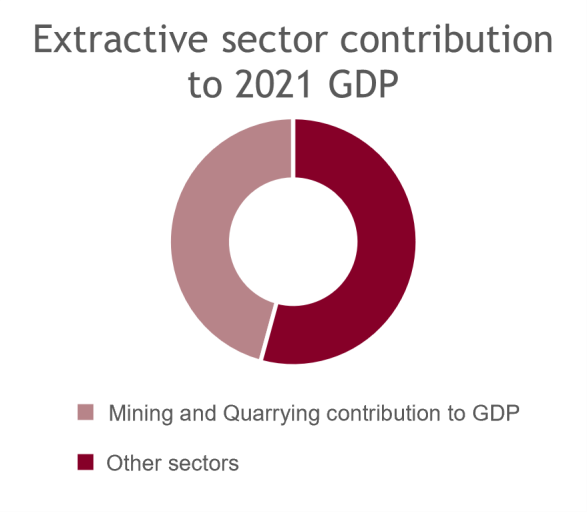 Extractive sector contribution
to 2021 GDP
Mining and Quarrying contribution to GDP
Other sectors